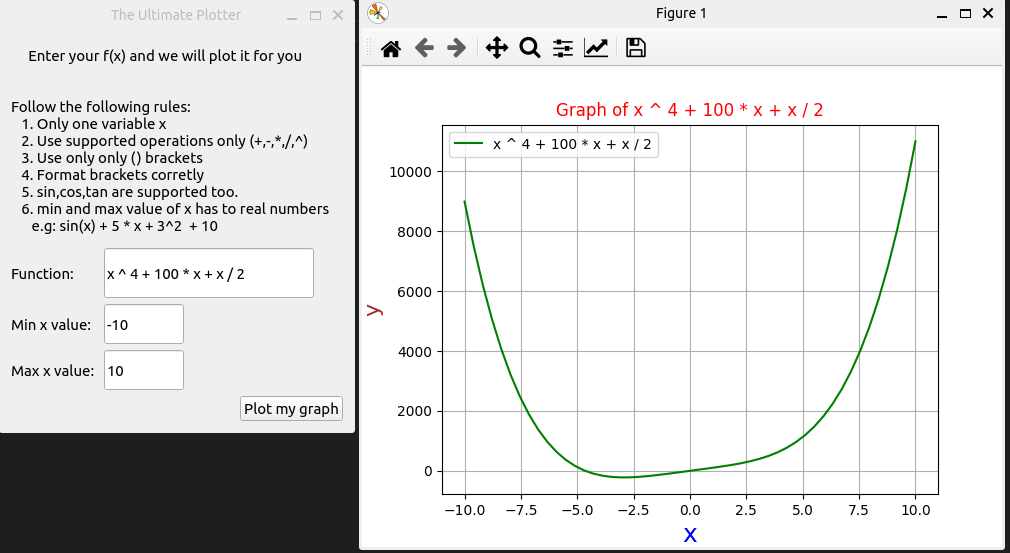 The Ultimate Plotter
Enter your f(x) and we will plot it for you
Follow the following rules:
1. Only one variable x
2. Use supported operations only (+,-,*,/,^)
3. Use only only () brackets
4. Format brackets corretly
5. sin,cos,tan are supported too.
6. min and max value of x has to real numbers
e.g: sin(x) + 5 * x + 3^2 + 10
Function:
x ^ 4 + 100 * x + x / 2
Min x value:
-10
Max x value:
10
Plot my graph
Figure 1
Graph of x ^ 4 + 100 * x + x / 2
x ^ 4 + 100 * x + x / 2
y
10000
8000
6000
4000
2000
0
−10.0 −7.5 −5.0 −2.5 0.0 2.5 5.0 7.5 10.0
x